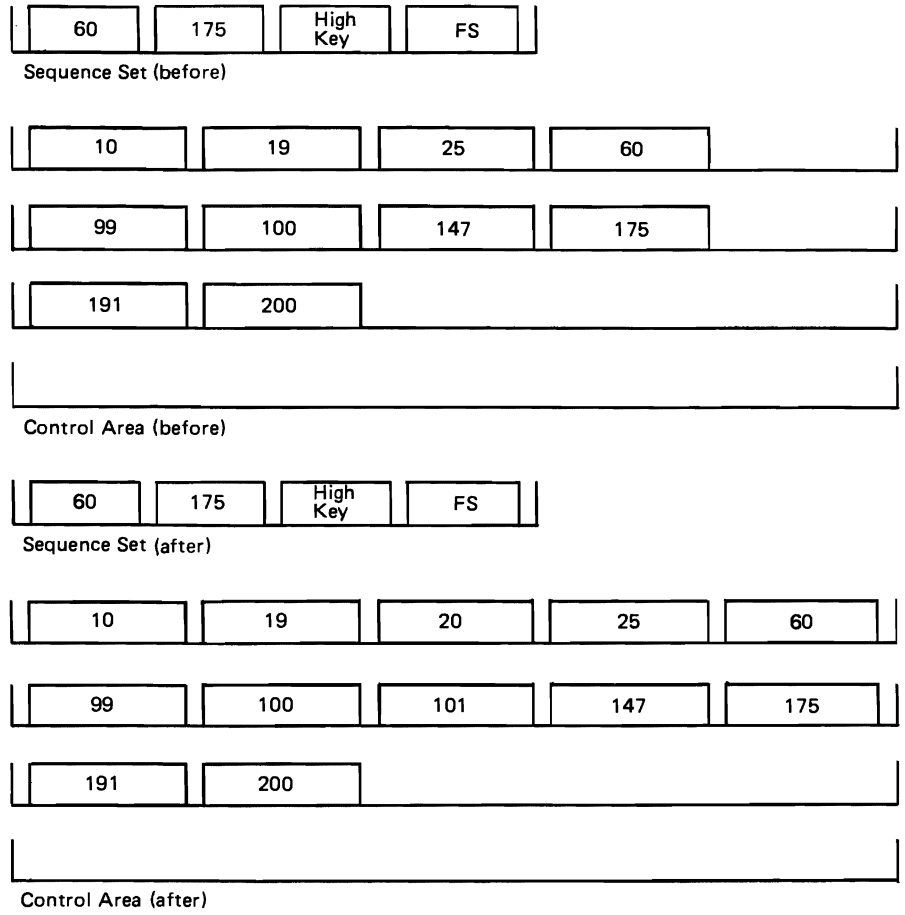 60 175 High Key FS
Sequence Set (before)
10 19 25 60
99 100 147 175
191 200
Control Area (before)
60 175 High Key FS
Sequence Set (after)
10 19 20 25 60
99 100 101 147 175
191 200
Control Area (after)